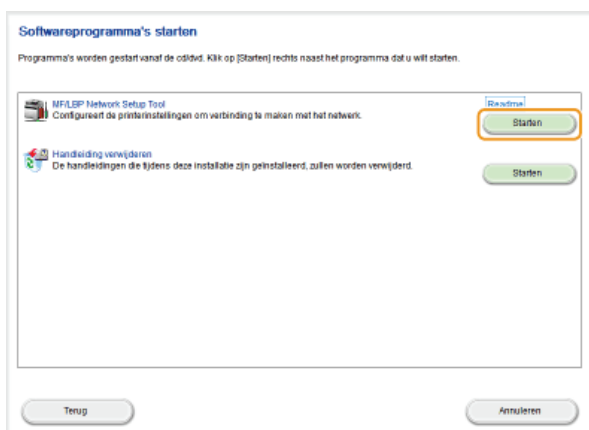 Softwareprogramma's starten
Programma's worden gestart vanaf de cd/dvd. Klik op [Starten] rechts naast het programma dat u wilt starten.
MF/LBP Network Setup Tool
Readme
Configureert de printerinstellingen om verbinding te maken met het netwerk.
Starten
Handleiding verwijderen
De handleidingen die tijdens deze installatie zijn geïnstalleerd, zullen worden verwijderd.
Starten
Terug
Annuleren